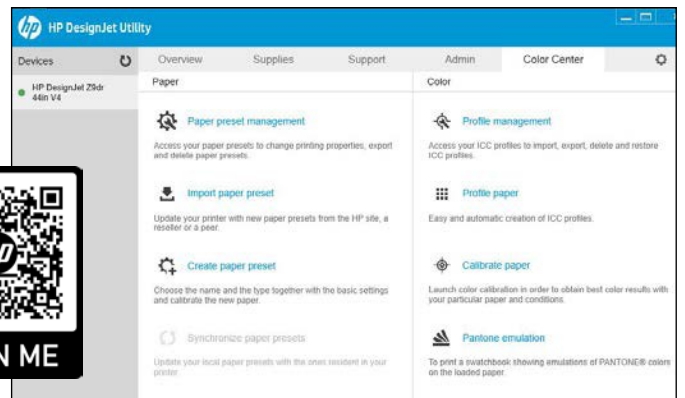 hp HP DesignJet Utility
Devices
HP DesignJet Z9dr
44in V4
Overview Supplies Support Admin Color Center
Paper
Paper preset management
Access your paper presets to change printing properties, export
and delete paper presets.
Import paper preset
Update your printer with new paper presets from the HP site, a
reseller or a peer.
Create paper preset
Choose the name and the type together with the basic settings
and calibrate the new paper.
Synchronize paper presets
Update your local paper presets with the ones resident in your
printer.
Color
Profile management
Access your ICC profiles to import, export, delete and restore
ICC profiles.
Profile paper
Easy and automatic creation of ICC profiles.
Calibrate paper
Launch color calibration in order to obtain best color results with
your particular paper and conditions.
Pantone emulation
To print a swatchbook showing emulations of PANTONE® colors
on the loaded paper.
N ME